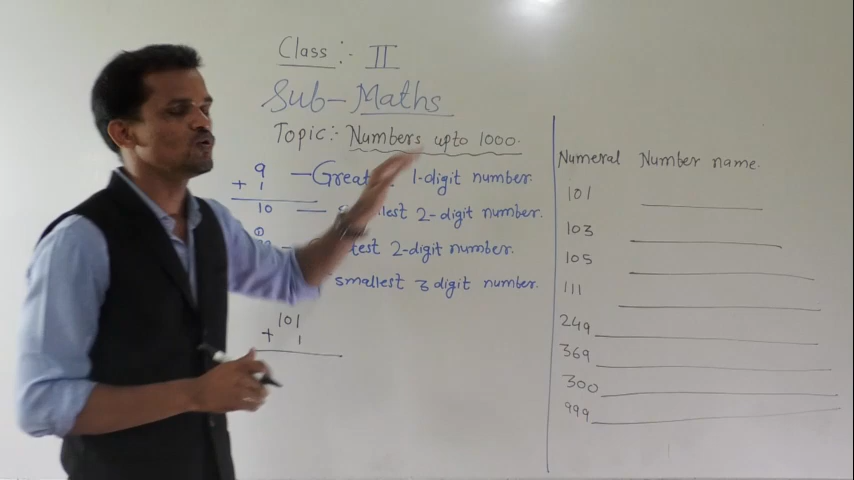 Class :- II
Sub- Maths
Topic:- Numbers upto 1000.
9 — Great 1-digit number.
+ 1
10 — smallest 2-digit number.
test 2-digit number.
smallest 3 digit number.
101
+ 1
Numeral Number name.
101
103
105
111
249
369
300
999